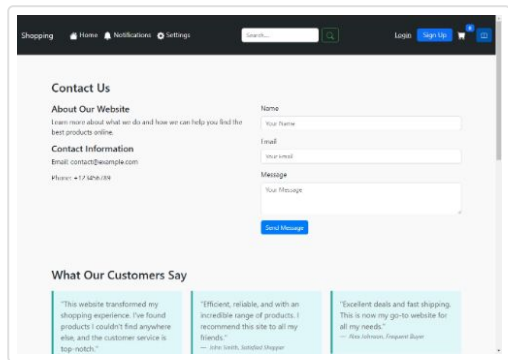 Shopping Home Notifications Settings Search... Login Sign Up 0
Contact Us
About Our Website
Learn more about what we do and how we can help you find the
best products online.
Contact Information
Email: contact@example.com
Phone: +123456789
Name
Your Name
Email
Your Email
Message
Your Message
Send Message
What Our Customers Say
"This website transformed my
shopping experience. I've found
products I couldn't find anywhere
else, and the customer service is
top-notch."
"Efficient, reliable, and with an
incredible range of products. I
recommend this site to all my
friends."
— John Smith, Satisfied Shopper
"Excellent deals and fast shipping.
This is now my go-to website for
all my needs."
— Alex Johnson, Frequent Buyer